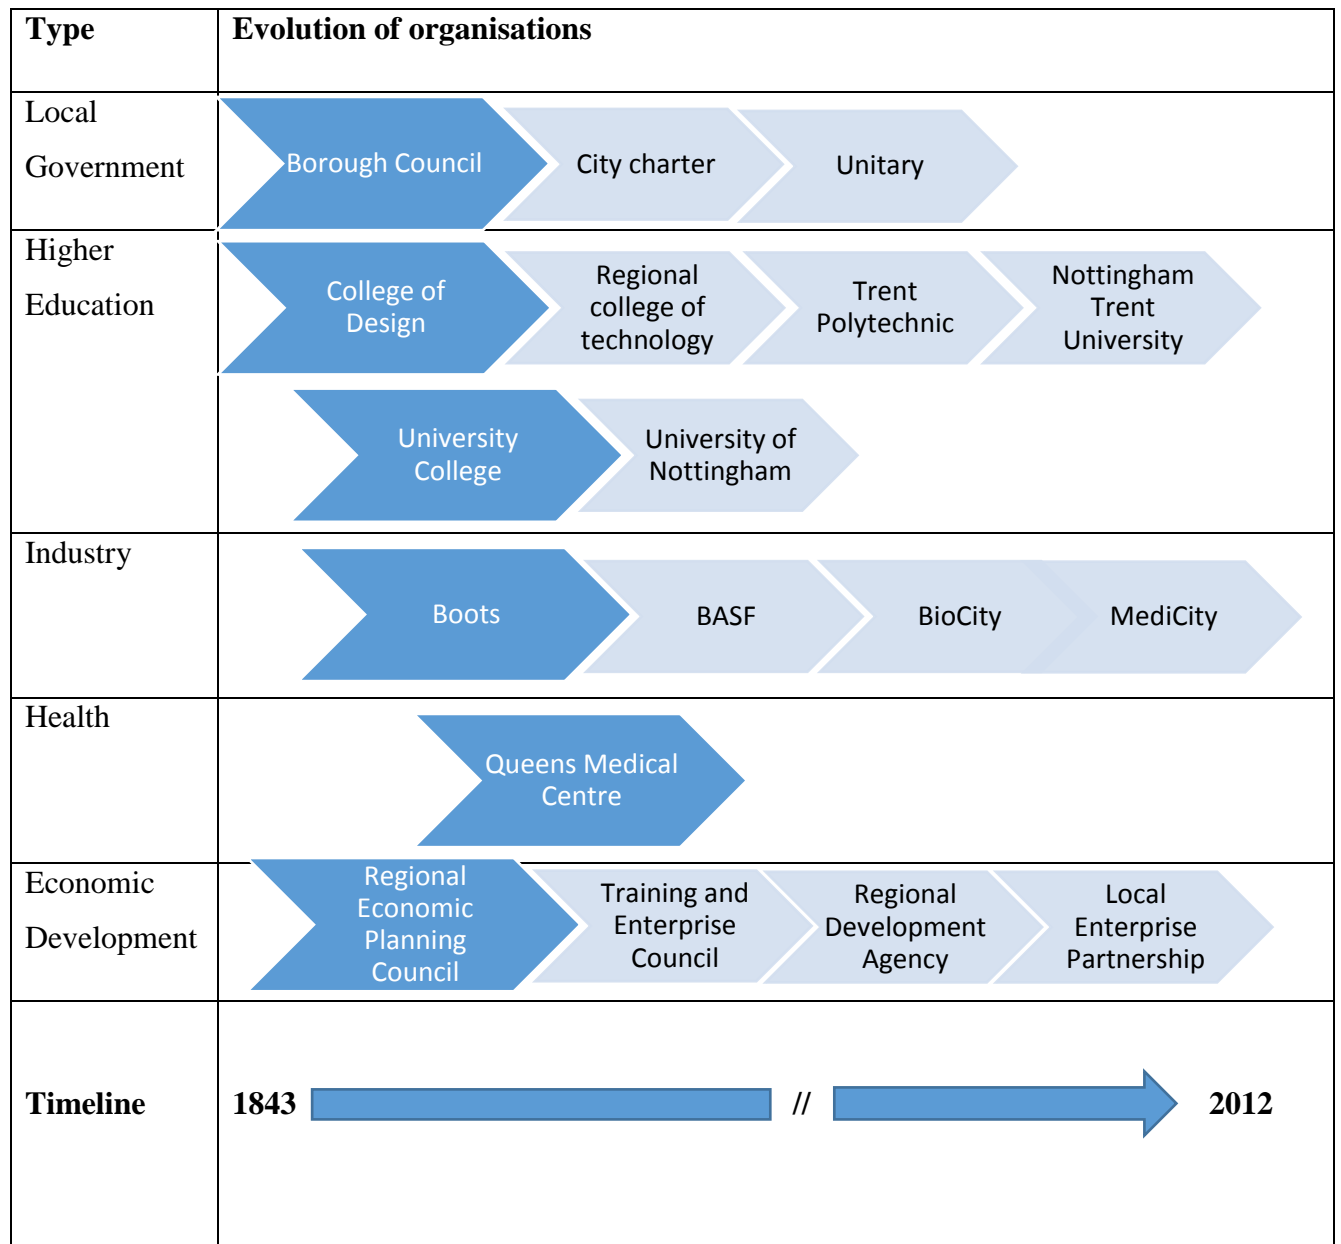 Type
Evolution of organisations
Local
Government
Borough Council
City charter
Unitary
Higher
Education
College of
Design
Regional
college of
technology
Trent
Polytechnic
Nottingham
Trent
University
University
College
University of
Nottingham
Industry
Boots
BASF
BioCity
MediCity
Health
Queens Medical
Centre
Economic
Development
Regional
Economic
Planning
Council
Training and
Enterprise
Council
Regional
Development
Agency
Local
Enterprise
Partnership
Timeline
1843
//
2012